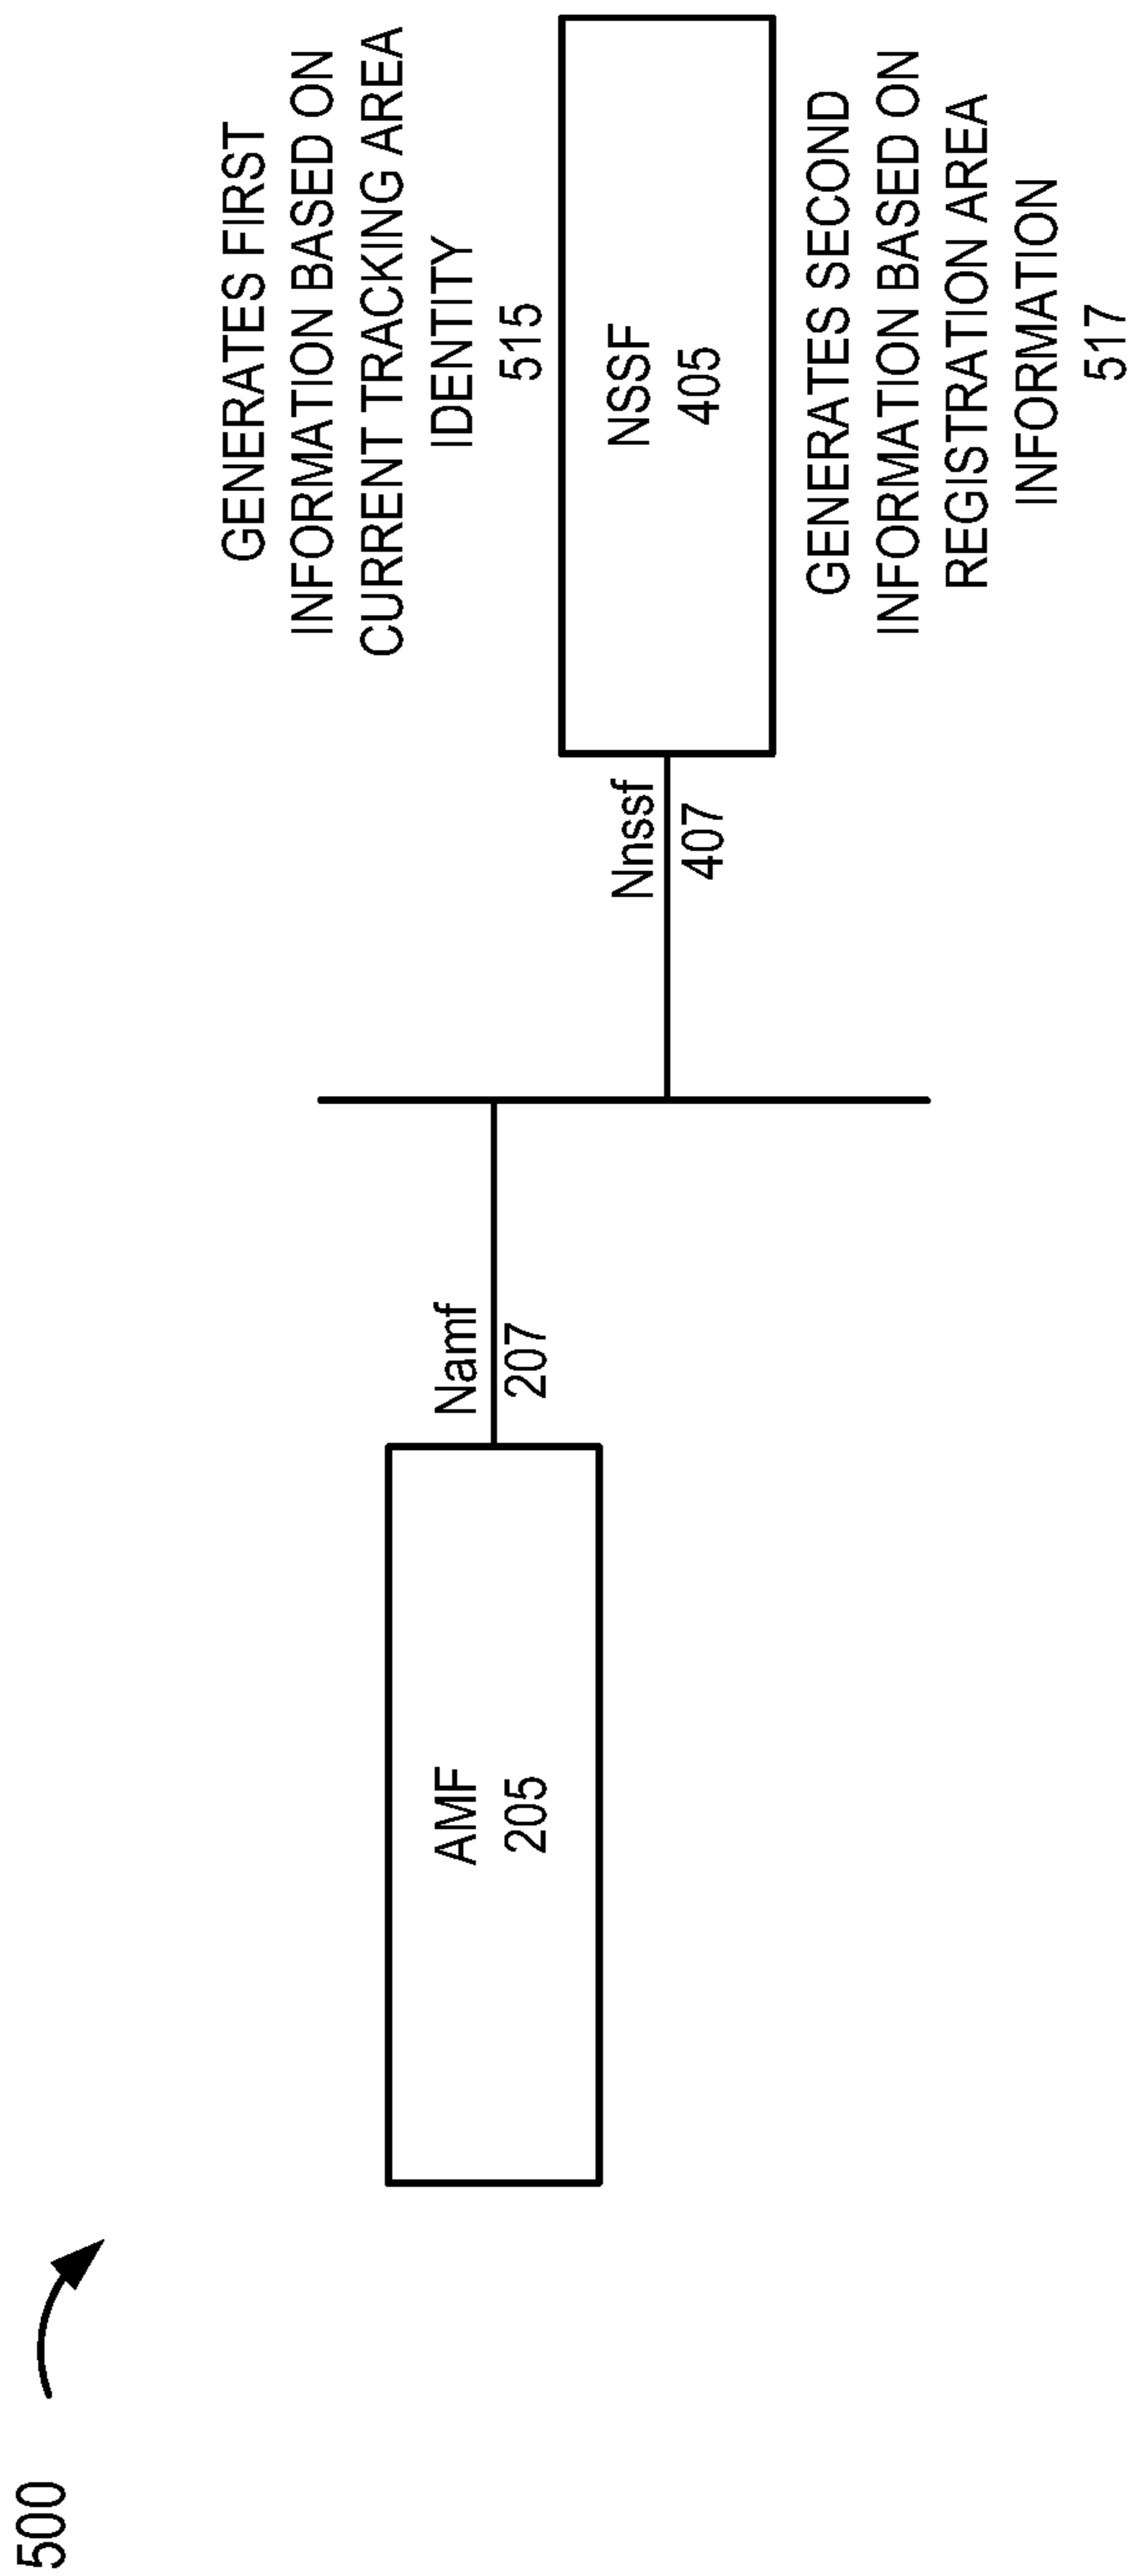 500
AMF
205
Namf
207
Nnssf
407
GENERATES FIRST
INFORMATION BASED ON
CURRENT TRACKING AREA
IDENTITY
515
NSSF
405
GENERATES SECOND
INFORMATION BASED ON
REGISTRATION AREA
INFORMATION
517